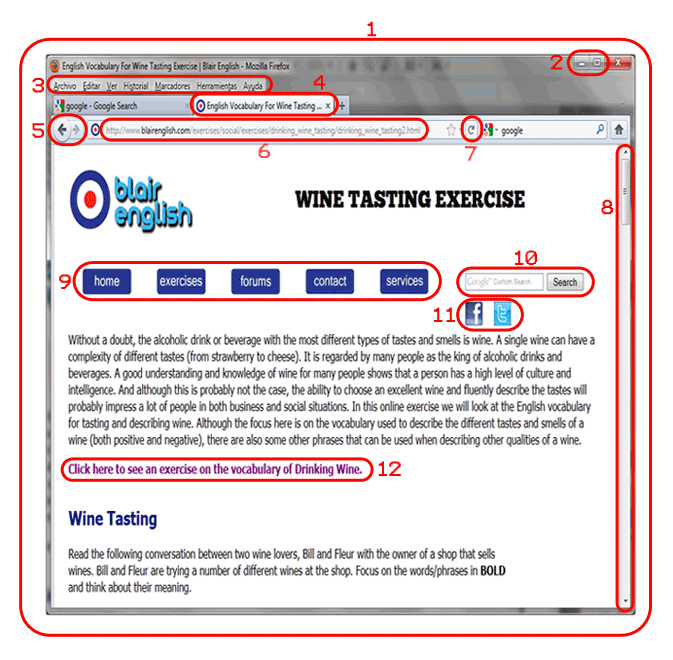 1
English Vocabulary For Wine Tasting Exercise | Blair English - Mozilla Firefox
2
3
Archivo Editar Ver Historial Marcadores Herramientas Ayuda
4
google - Google Search
English Vocabulary For Wine Tasting ... x +
5
http://www.blairenglish.com/exercises/social/exercises/drinking_wine_tasting/drinking_wine_tasting2.html
google
6
7
8
blair
english
WINE TASTING EXERCISE
9
home exercises forums contact services
10
Google™ Custom Search Search
11
f t
Without a doubt, the alcoholic drink or beverage with the most different types of tastes and smells is wine. A single wine can have a
complexity of different tastes (from strawberry to cheese). It is regarded by many people as the king of alcoholic drinks and
beverages. A good understanding and knowledge of wine for many people shows that a person has a high level of culture and
intelligence. And although this is probably not the case, the ability to choose an excellent wine and fluently describe the tastes will
probably impress a lot of people in both business and social situations. In this online exercise we will look at the English vocabulary
for tasting and describing wine. Although the focus here is on the vocabulary used to describe the different tastes and smells of a
wine (both positive and negative), there are also some other phrases that can be used when describing other qualities of a wine.
Click here to see an exercise on the vocabulary of Drinking Wine.
12
Wine Tasting
Read the following conversation between two wine lovers, Bill and Fleur with the owner of a shop that sells
wines. Bill and Fleur are trying a number of different wines at the shop. Focus on the words/phrases in BOLD
and think about their meaning.